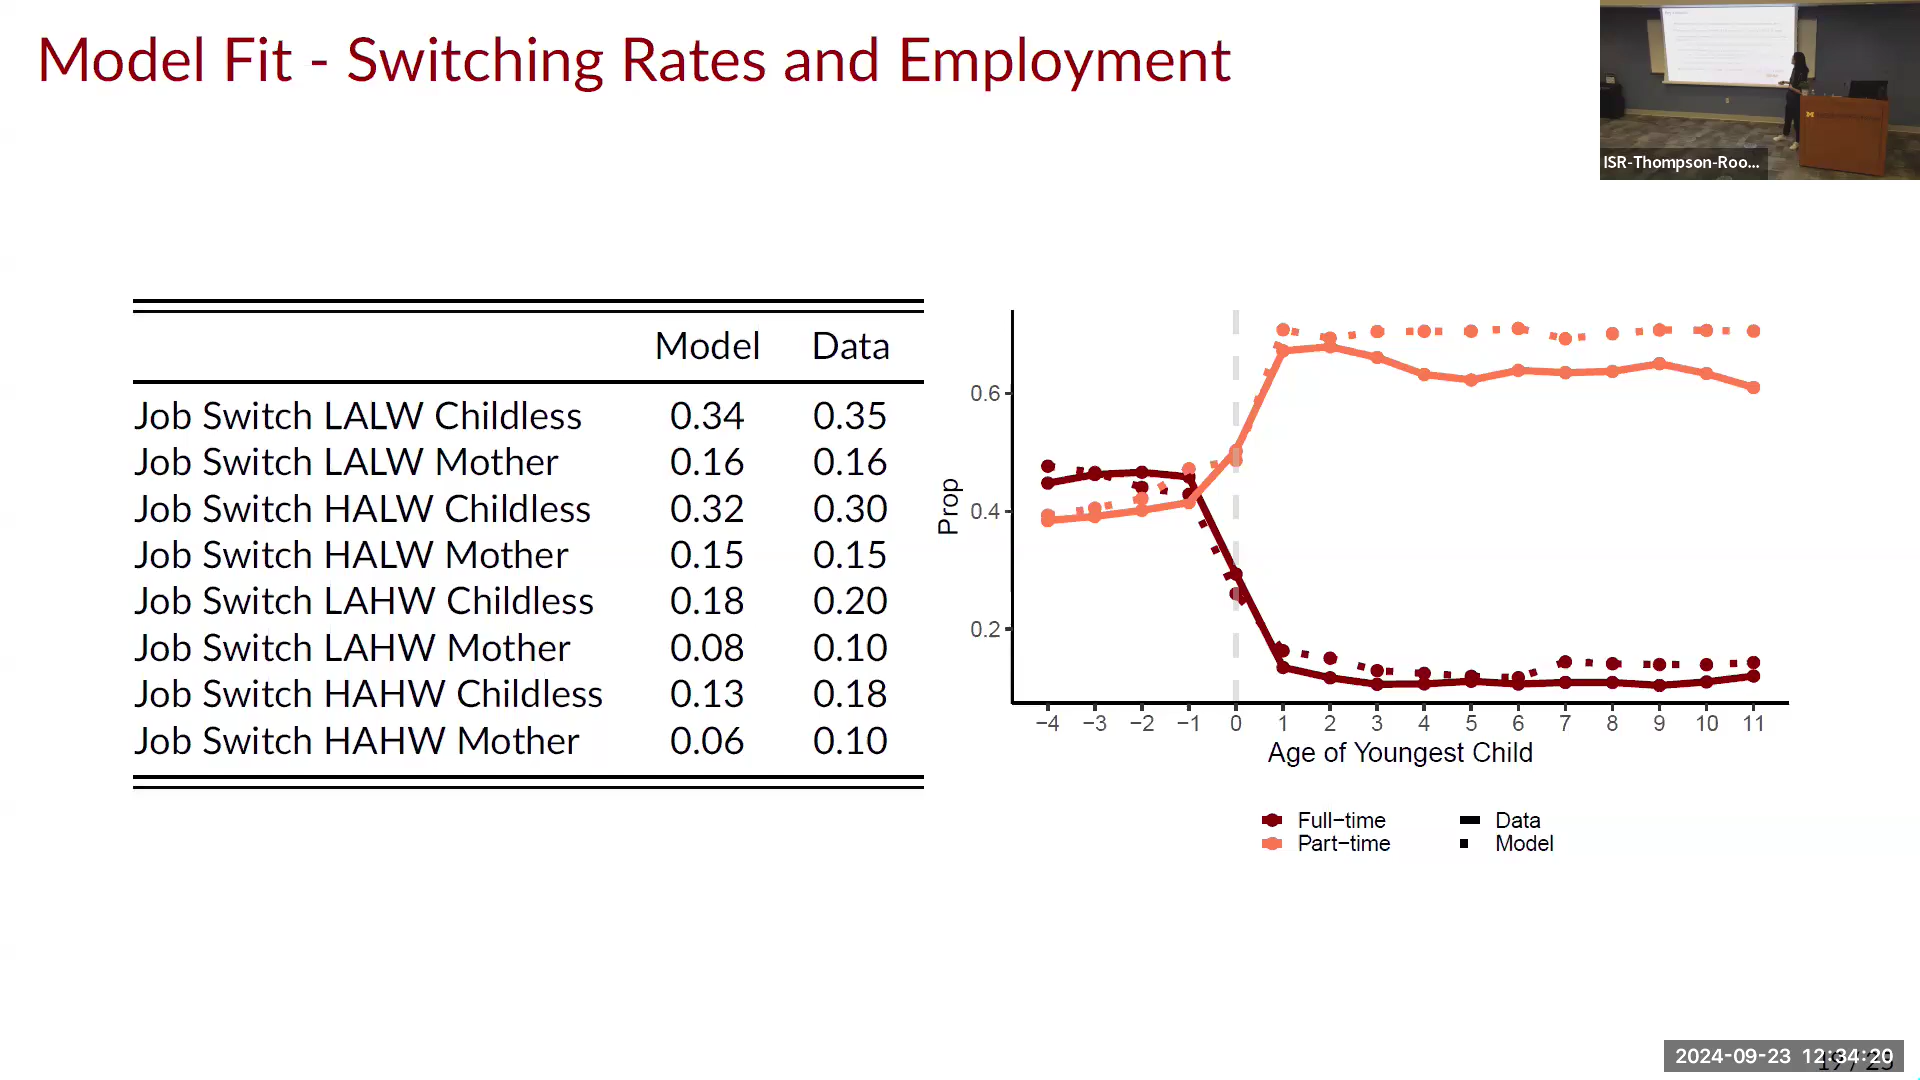 Model Fit - Switching Rates and Employment
ISR-Thompson-Roo...
Model Data
Job Switch LALW Childless 0.34 0.35
Job Switch LALW Mother 0.16 0.16
Job Switch HALW Childless 0.32 0.30
Job Switch HALW Mother 0.15 0.15
Job Switch LAHW Childless 0.18 0.20
Job Switch LAHW Mother 0.08 0.10
Job Switch HAHW Childless 0.13 0.18
Job Switch HAHW Mother 0.06 0.10
Prop
0.6
0.4
0.2
−4 −3 −2 −1 0 1 2 3 4 5 6 7 8 9 10 11
Age of Youngest Child
Full−time Data
Part−time Model
2024-09-23 12:34:20